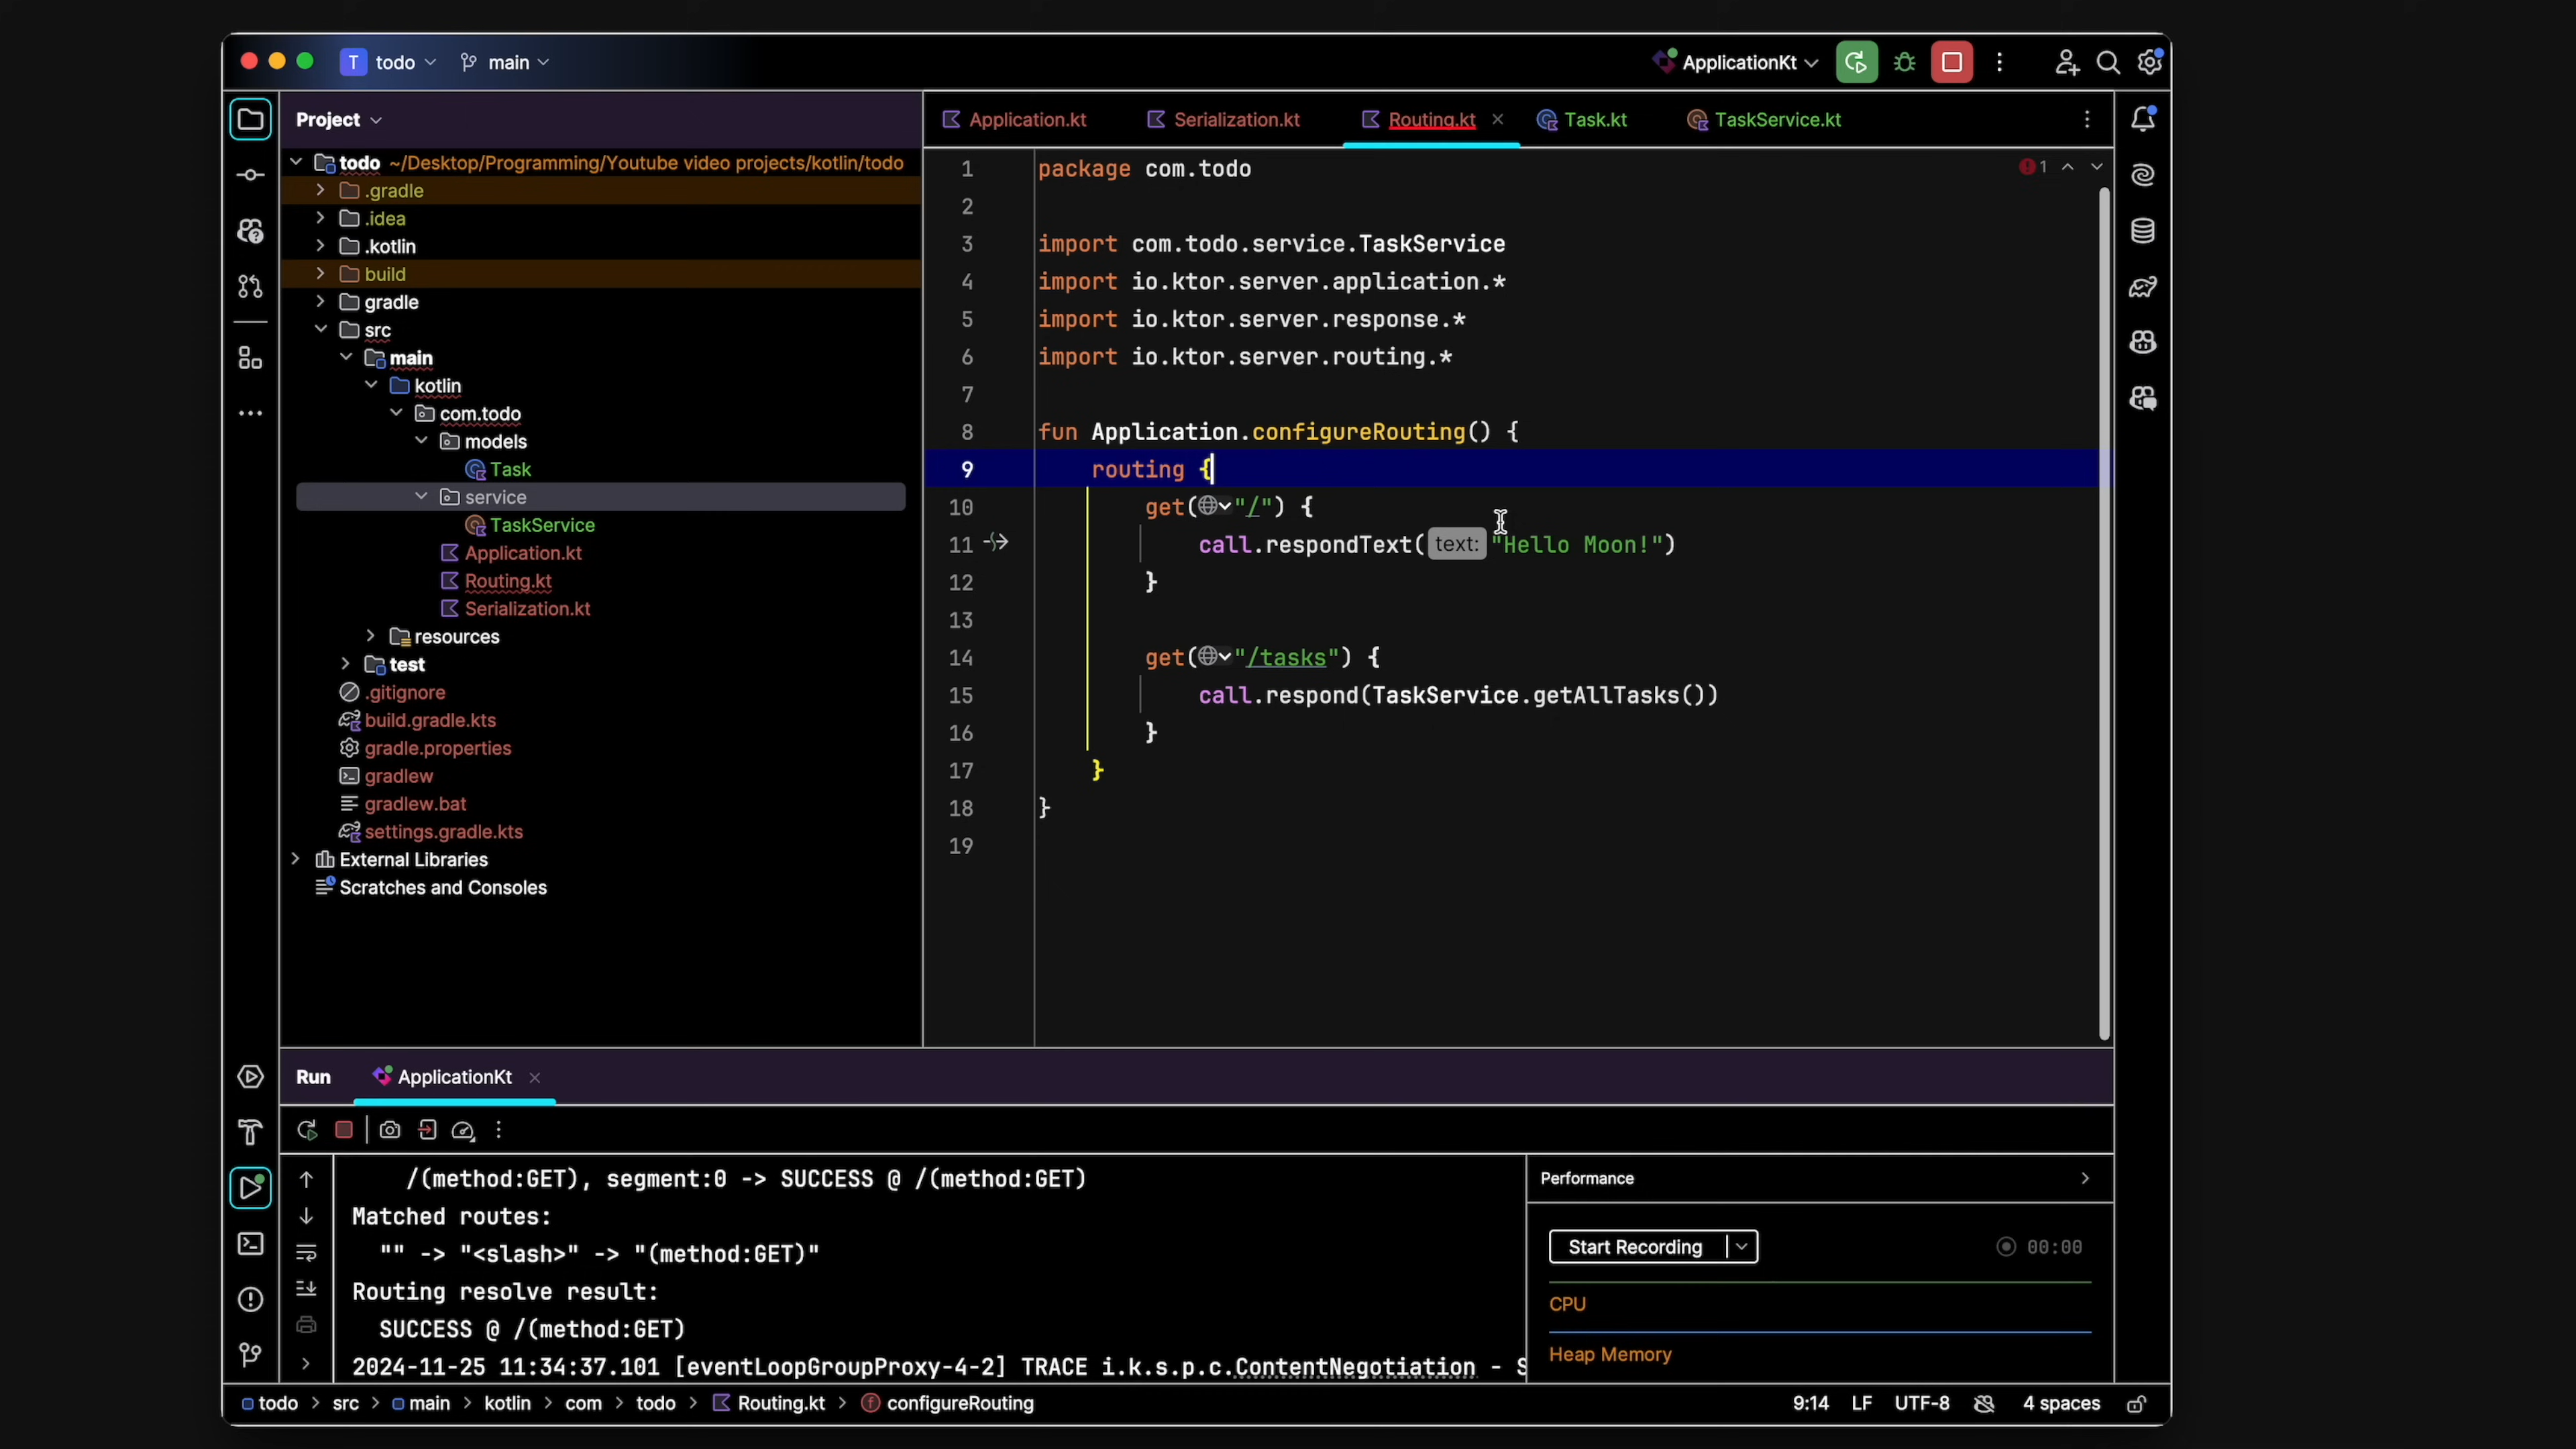 T todo main ApplicationKt
Project
Application.kt Serialization.kt Routing.kt Task.kt TaskService.kt
todo ~/Desktop/Programming/Youtube video projects/kotlin/todo
.gradle
.idea
.kotlin
build
gradle
src
main
kotlin
com.todo
models
Task
service
TaskService
Application.kt
Routing.kt
Serialization.kt
resources
test
.gitignore
build.gradle.kts
gradle.properties
gradlew
gradlew.bat
settings.gradle.kts
External Libraries
Scratches and Consoles
1 package com.todo
1
2
3 import com.todo.service.TaskService
4 import io.ktor.server.application.*
5 import io.ktor.server.response.*
6 import io.ktor.server.routing.*
7
8 fun Application.configureRouting() {
9 routing {
10 get("/") {
11 call.respondText( text: "Hello Moon!")
12 }
13
14 get("/tasks") {
15 call.respond(TaskService.getAllTasks())
16 }
17 }
18 }
19
Run ApplicationKt
/(method:GET), segment:0 -> SUCCESS @ /(method:GET)
Matched routes:
"" -> "<slash>" -> "(method:GET)"
Routing resolve result:
SUCCESS @ /(method:GET)
2024-11-25 11:34:37.101 [eventLoopGroupProxy-4-2] TRACE i.k.s.p.c.ContentNegotiation - S
Performance
Start Recording 00:00
CPU
Heap Memory
todo > src > main > kotlin > com > todo > Routing.kt > configureRouting 9:14 LF UTF-8 4 spaces